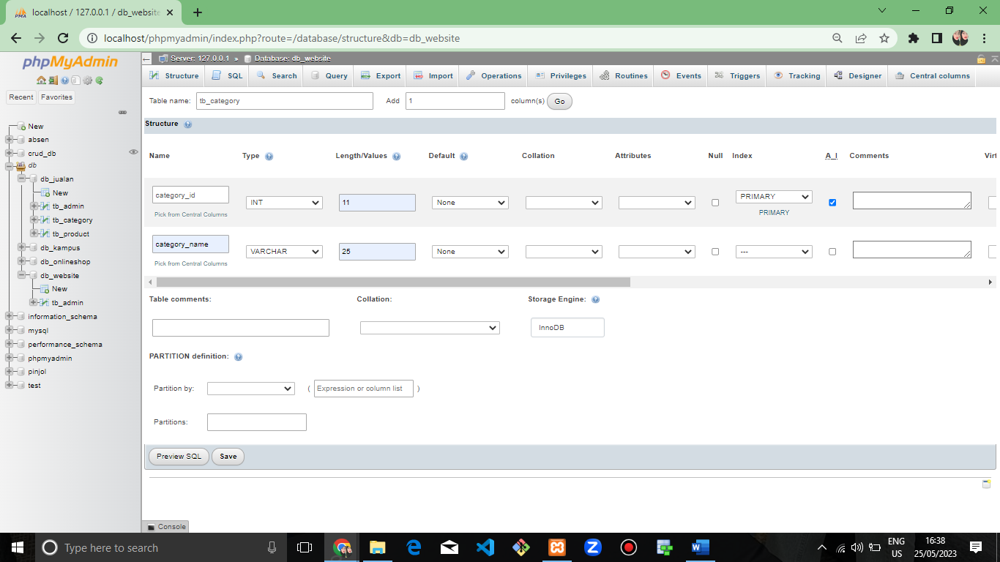 localhost / 127.0.0.1 / db_website
localhost/phpmyadmin/index.php?route=/database/structure&db=db_website
phpMyAdmin
Recent Favorites
New
absen
crud_db
db
db_jualan
New
tb_admin
tb_category
tb_product
db_kampus
db_onlineshop
db_website
New
tb_admin
information_schema
mysql
performance_schema
phpmyadmin
pinjol
test
Server: 127.0.0.1 » Database: db_website
Structure SQL Search Query Export Import Operations Privileges Routines Events Triggers Tracking Designer Central columns
Table name: tb_category Add 1 column(s) Go
Structure
Name Type Length/Values Default Collation Attributes Null Index A_I Comments Virt
category_id INT 11 None PRIMARY
Pick from Central Columns PRIMARY
category_name VARCHAR 25 None ---
Pick from Central Columns
Table comments: Collation: Storage Engine:
InnoDB
PARTITION definition:
Partition by: ( Expression or column list )
Partitions:
Preview SQL Save
Console
Type here to search
ENG
US
16:38
25/05/2023